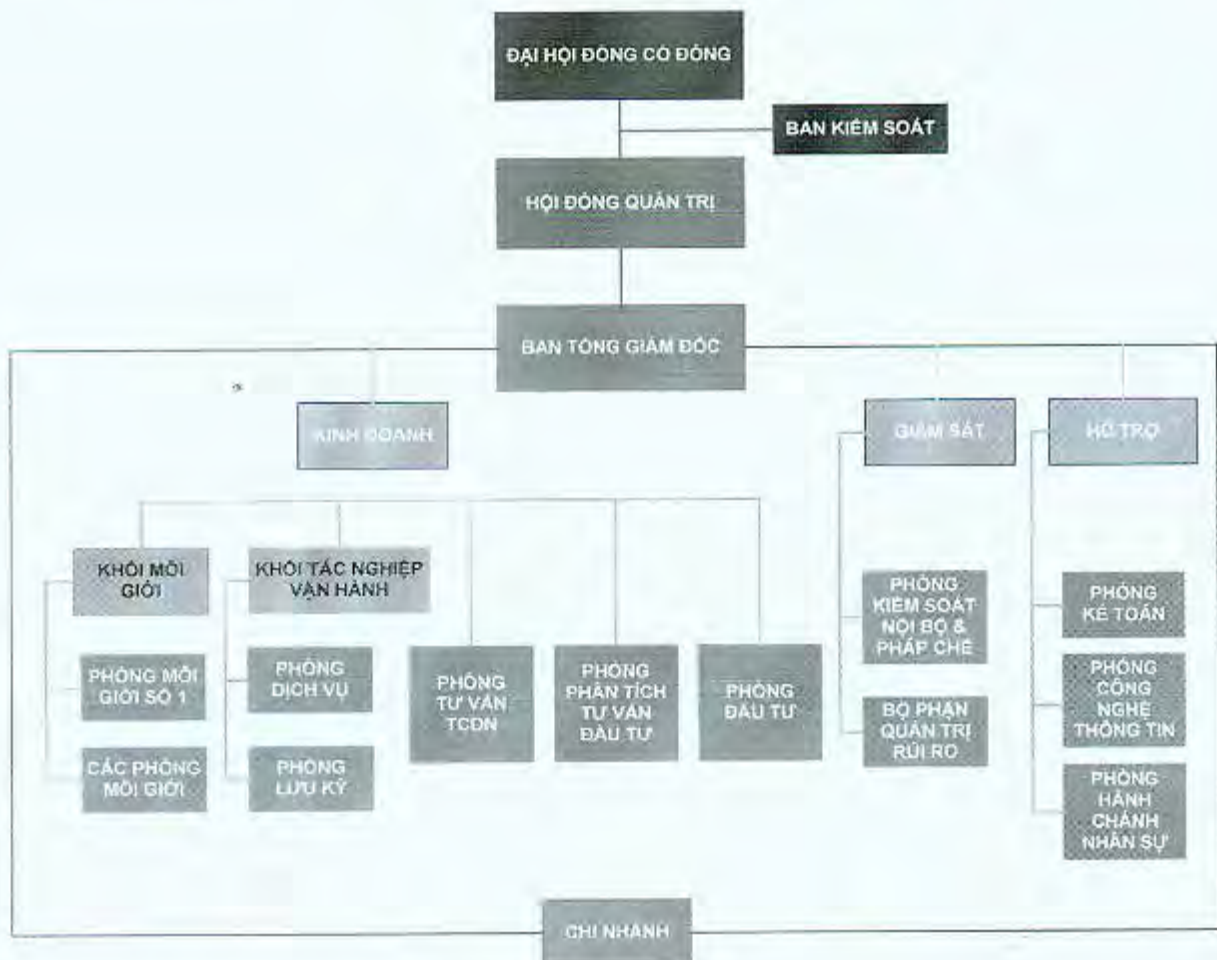 ĐẠI HỘI ĐỒNG CỔ ĐÔNG
BAN KIỂM SOÁT
HỘI ĐỒNG QUẢN TRỊ
BAN TỔNG GIÁM ĐỐC
KINH DOANH
GIÁM SÁT
HỖ TRỢ
KHỐI MÔI
GIỚI
KHỐI TÁC NGHIỆP
VẬN HÀNH
PHÒNG MÔI
GIỚI SỐ 1
CÁC PHÒNG
MÔI GIỚI
PHÒNG
DỊCH VỤ
PHÒNG
LƯU KÝ
PHÒNG
TƯ VẤN
TCDN
PHÒNG
PHÂN TÍCH
TƯ VẤN
ĐẦU TƯ
PHÒNG
ĐẦU TƯ
PHÒNG
KIỂM SOÁT
NỘI BỘ &
PHÁP CHẾ
BỘ PHẬN
QUẢN TRỊ
RỦI RO
PHÒNG
KẾ TOÁN
PHÒNG
CÔNG
NGHỆ
THÔNG TIN
PHÒNG
HÀNH
CHÁNH
NHÂN SỰ
CHI NHÁNH